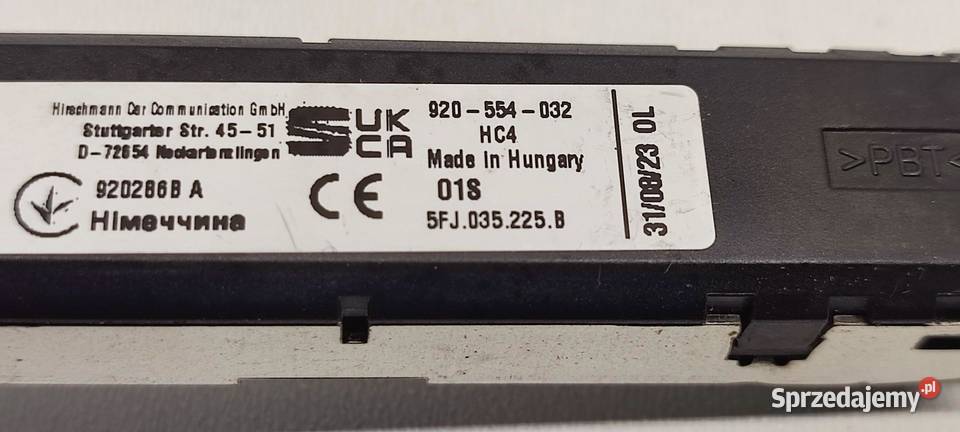 Hirschmann Car Communication GmbH
Stuttgarter Str. 45-51
D-72654 Neckartenzlingen
920286B A
Німеччина
UK
CA
CE
920-554-032
HC4
Made in Hungary
01S
5FJ.035.225.B
31/08/23 OL
>PBT<
Sprzedajemy.pl